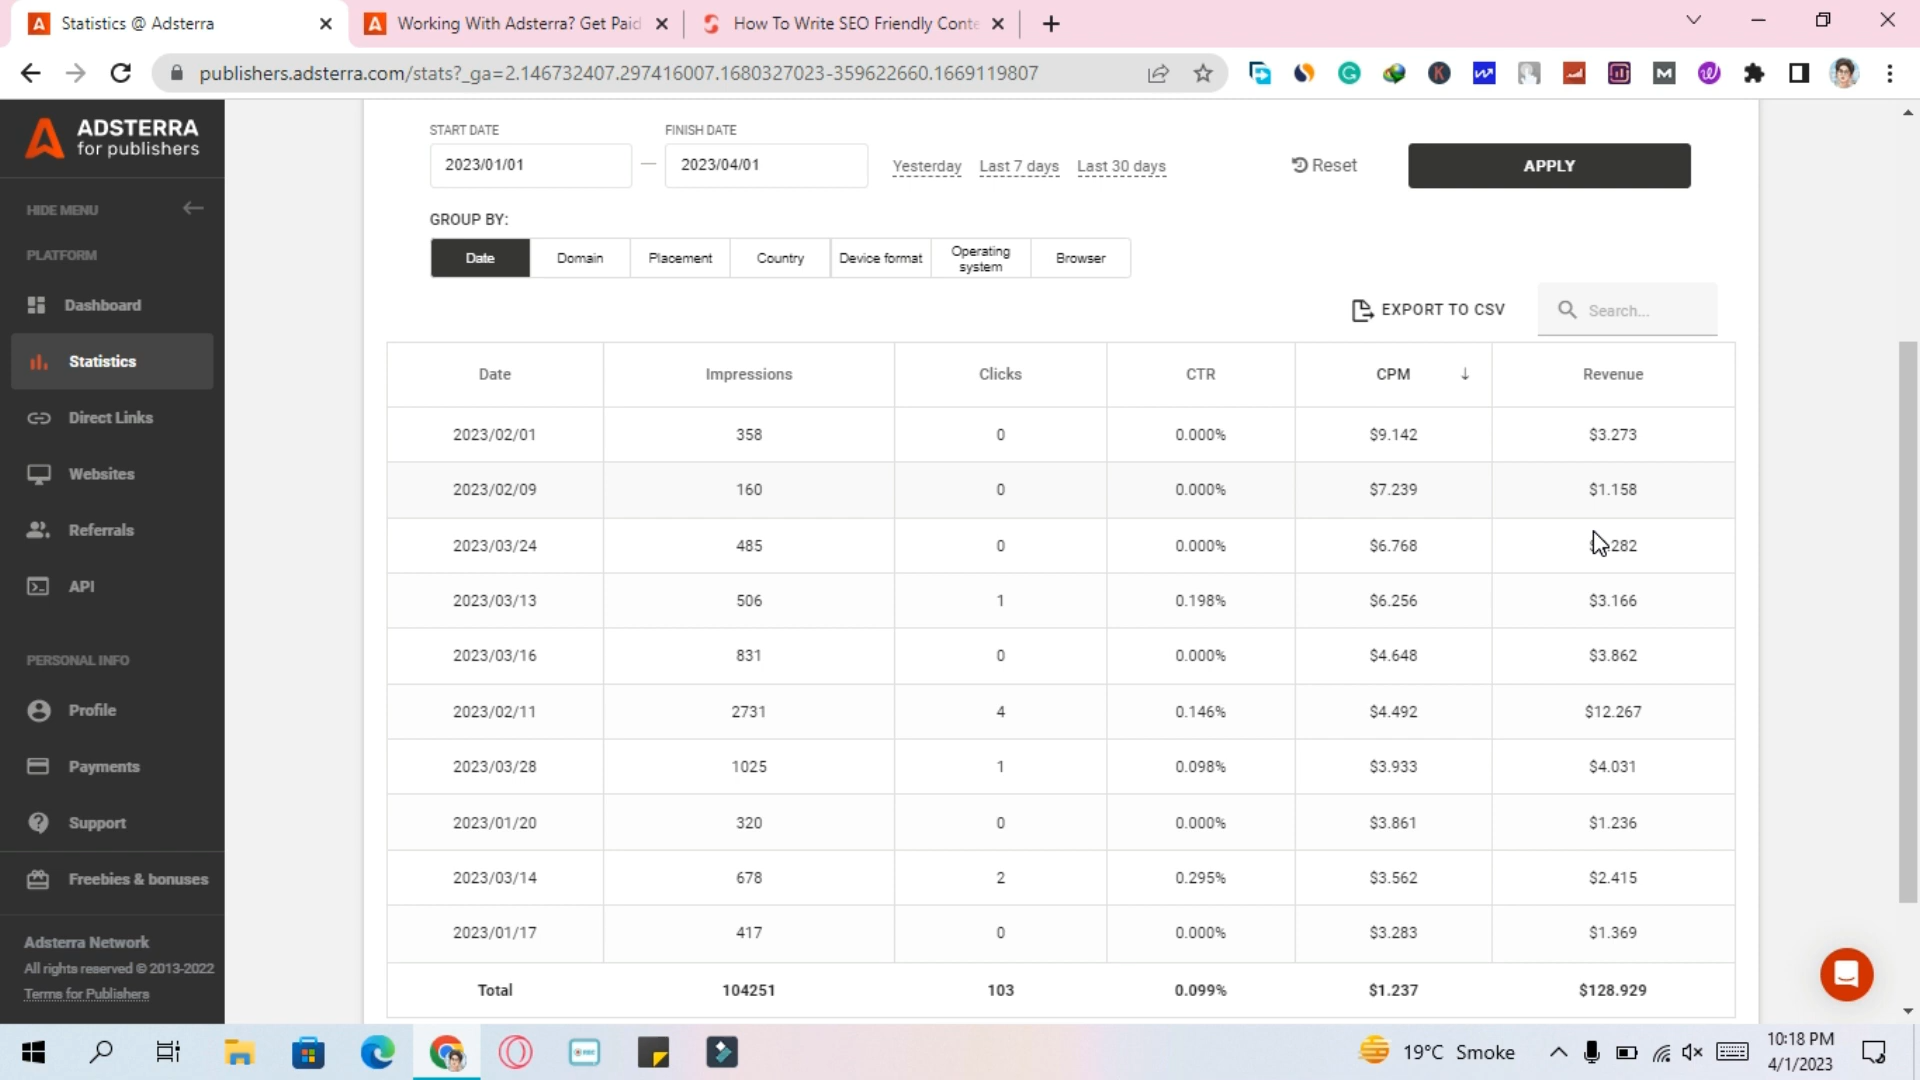 Statistics @ Adsterra
Working With Adsterra? Get Paid
How To Write SEO Friendly Conte
publishers.adsterra.com/stats?_ga=2.146732407.297416007.1680327023-359622660.1669119807
ADSTERRA
for publishers
HIDE MENU
PLATFORM
Dashboard
Statistics
Direct Links
Websites
Referrals
API
PERSONAL INFO
Profile
Payments
Support
Freebies & bonuses
Adsterra Network
All rights reserved © 2013-2022
Terms for Publishers
START DATE FINISH DATE
2023/01/01 — 2023/04/01 Yesterday Last 7 days Last 30 days Reset APPLY
GROUP BY:
Date Domain Placement Country Device format Operating system Browser
EXPORT TO CSV Search...
Date Impressions Clicks CTR CPM ↓ Revenue
2023/02/01 358 0 0.000% $9.142 $3.273
2023/02/09 160 0 0.000% $7.239 $1.158
2023/03/24 485 0 0.000% $6.768 282
2023/03/13 506 1 0.198% $6.256 $3.166
2023/03/16 831 0 0.000% $4.648 $3.862
2023/02/11 2731 4 0.146% $4.492 $12.267
2023/03/28 1025 1 0.098% $3.933 $4.031
2023/01/20 320 0 0.000% $3.861 $1.236
2023/03/14 678 2 0.295% $3.562 $2.415
2023/01/17 417 0 0.000% $3.283 $1.369
Total 104251 103 0.099% $1.237 $128.929
19°C Smoke
10:18 PM
4/1/2023